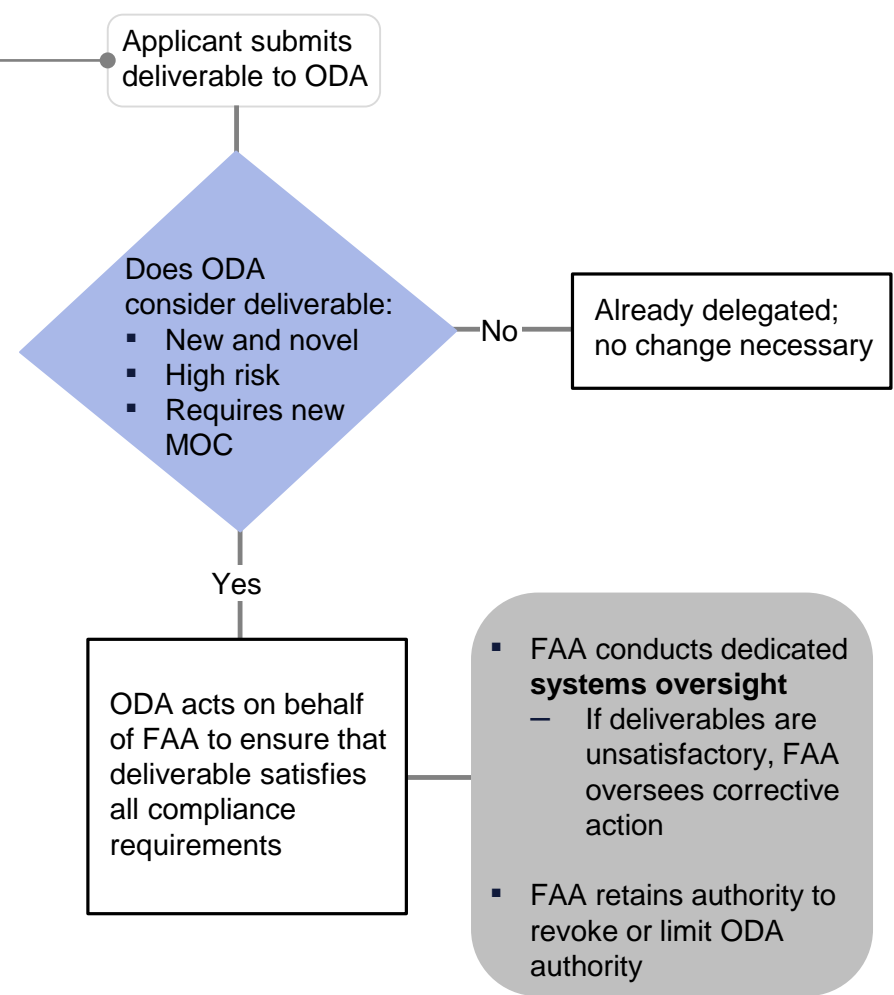 Applicant submits
deliverable to ODA
Does ODA
consider deliverable:
▪ New and novel
▪ High risk
▪ Requires new
MOC
No
Already delegated;
no change necessary
Yes
ODA acts on behalf
of FAA to ensure that
deliverable satisfies
all compliance
requirements
▪ FAA conducts dedicated
systems oversight
– If deliverables are
unsatisfactory, FAA
oversees corrective
action
▪ FAA retains authority to
revoke or limit ODA
authority